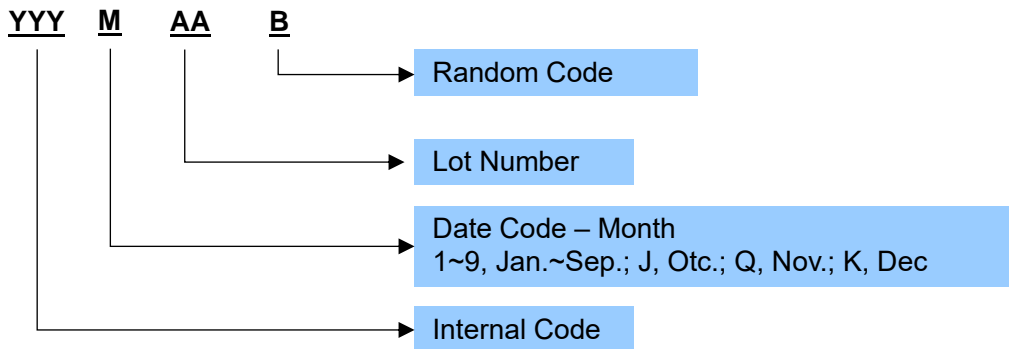 YYY M AA B
Random Code
Lot Number
Date Code – Month
1~9, Jan.~Sep.; J, Otc.; Q, Nov.; K, Dec
Internal Code